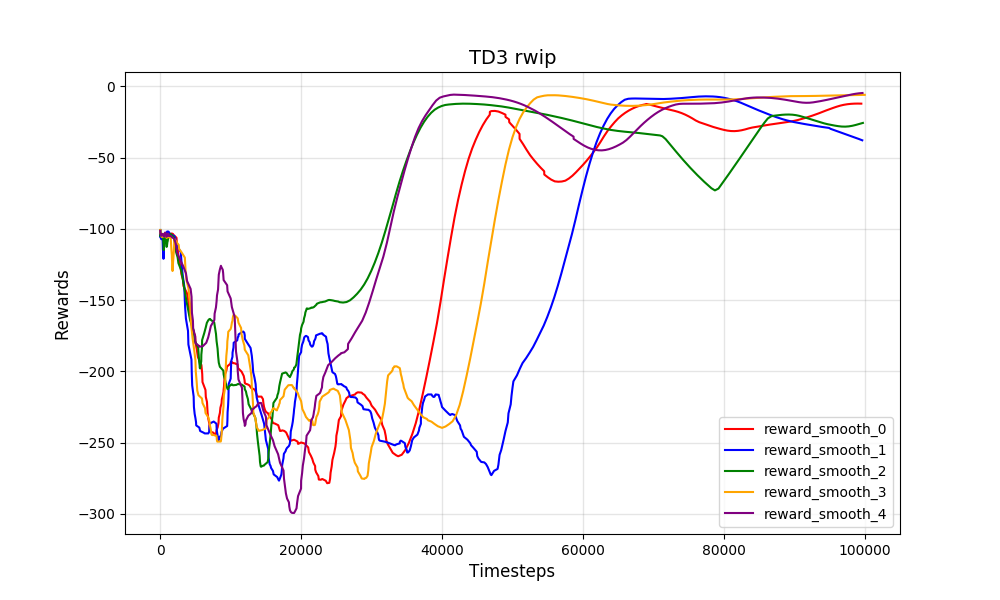 TD3 rwip
Rewards
0
−50
−100
−150
−200
−250
−300
0
20000
40000
60000
80000
100000
Timesteps
reward_smooth_0
reward_smooth_1
reward_smooth_2
reward_smooth_3
reward_smooth_4